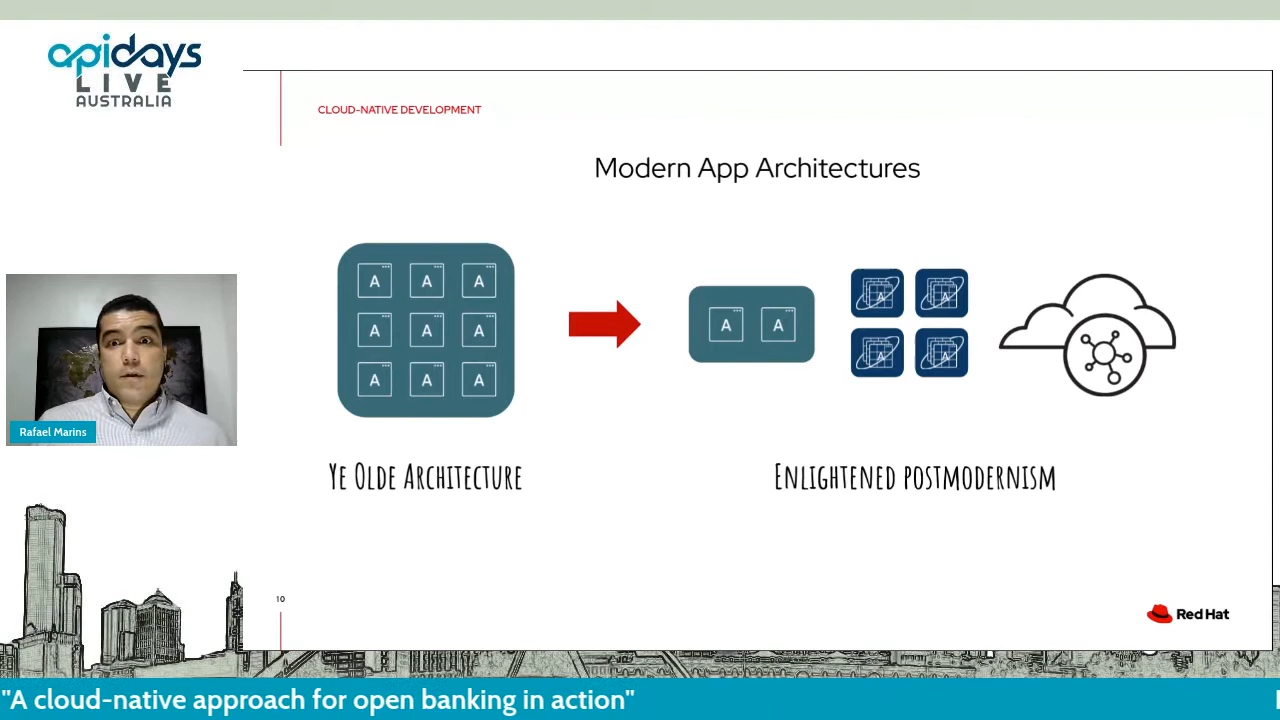 apidays
LIVE
AUSTRALIA
CLOUD-NATIVE DEVELOPMENT
Modern App Architectures
A A A
A A A
A A A
A A
A A
A A
Ye Olde Architecture
Enlightened postmodernism
Rafael Marins
10
Red Hat
"A cloud-native approach for open banking in action"